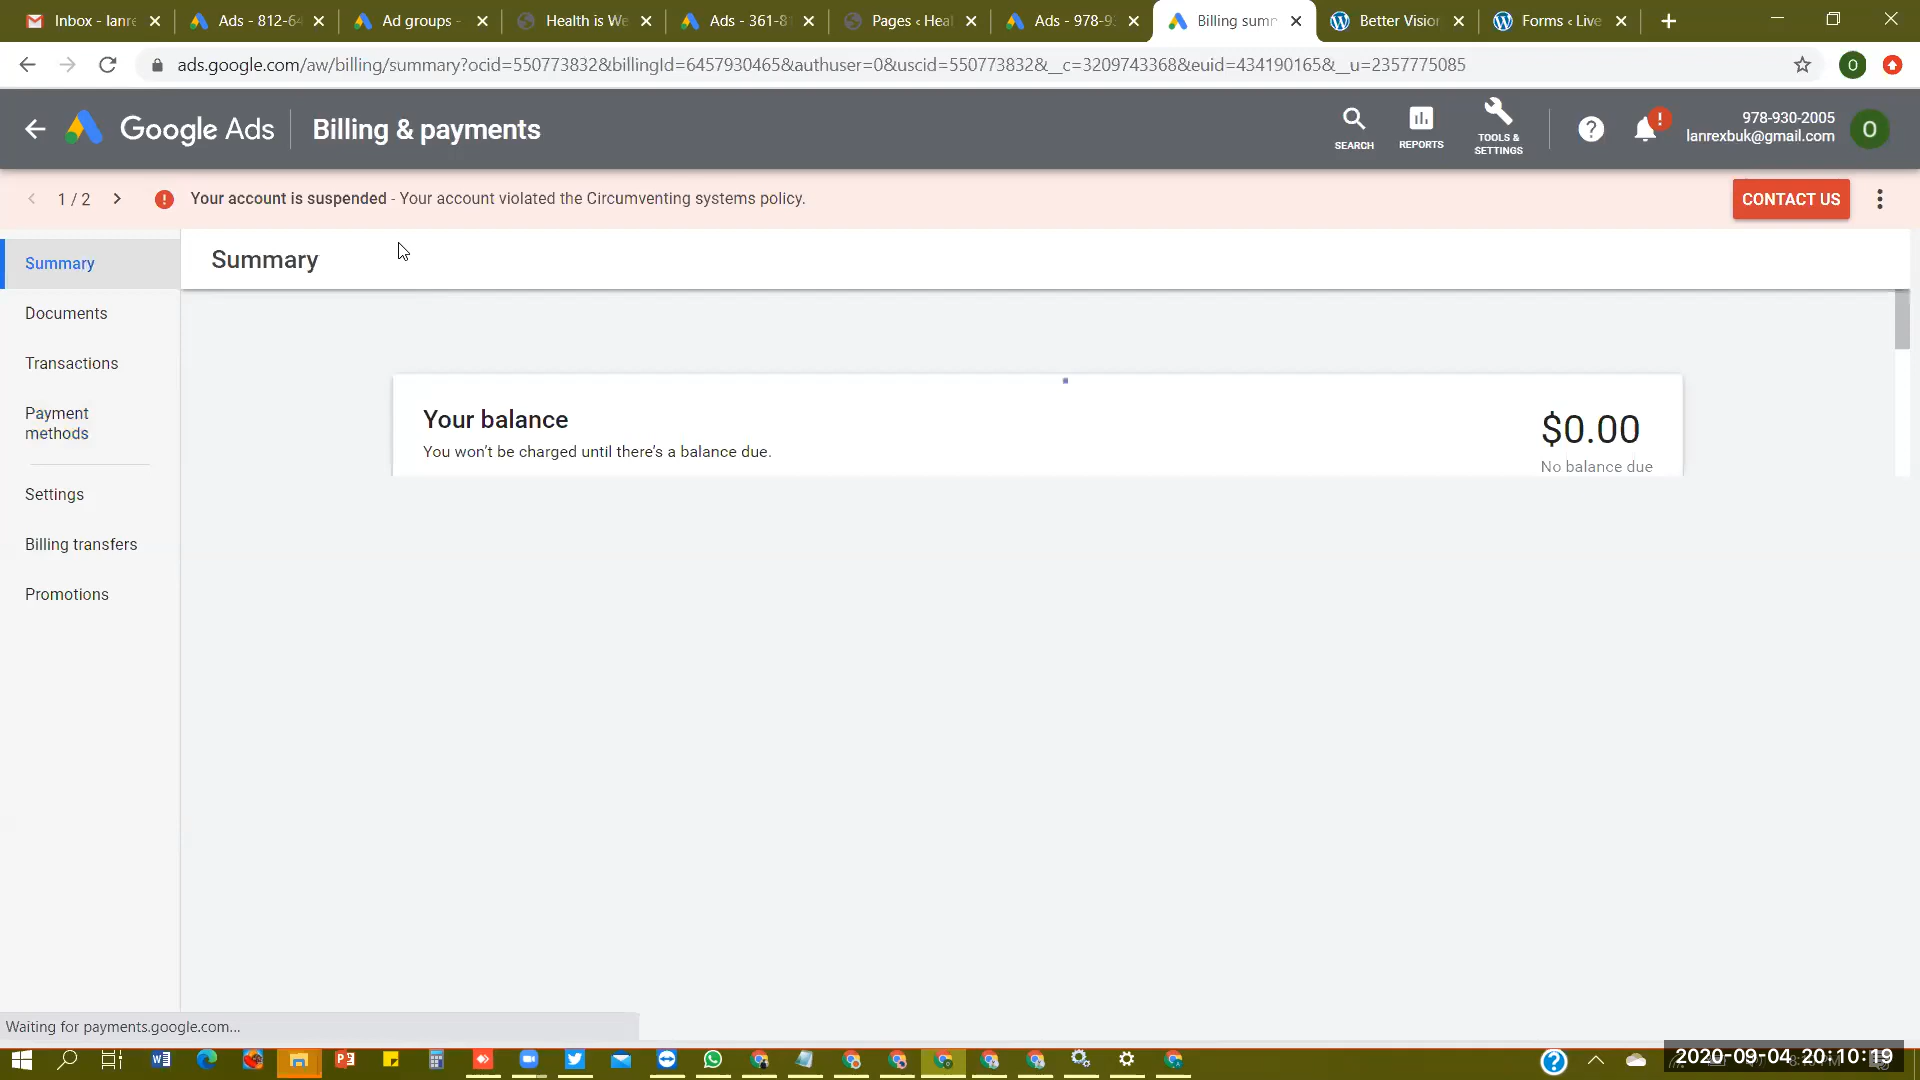 Inbox - lanre
Ads - 812-64
Ad groups -
Health is We
Ads - 361-81
Pages ‹ Heal
Ads - 978-93
Billing summ
Better Vision
Forms ‹ Live
ads.google.com/aw/billing/summary?ocid=550773832&billingId=6457930465&authuser=0&uscid=550773832&__c=3209743368&euid=434190165&__u=2357775085
O
Google Ads
Billing & payments
SEARCH
REPORTS
TOOLS &
SETTINGS
978-930-2005
lanrexbuk@gmail.com
O
1 / 2
Your account is suspended - Your account violated the Circumventing systems policy.
CONTACT US
Summary
Documents
Transactions
Payment
methods
Settings
Billing transfers
Promotions
Summary
Your balance
You won't be charged until there's a balance due.
$0.00
No balance due
Waiting for payments.google.com...
2020-09-04 20:10:19